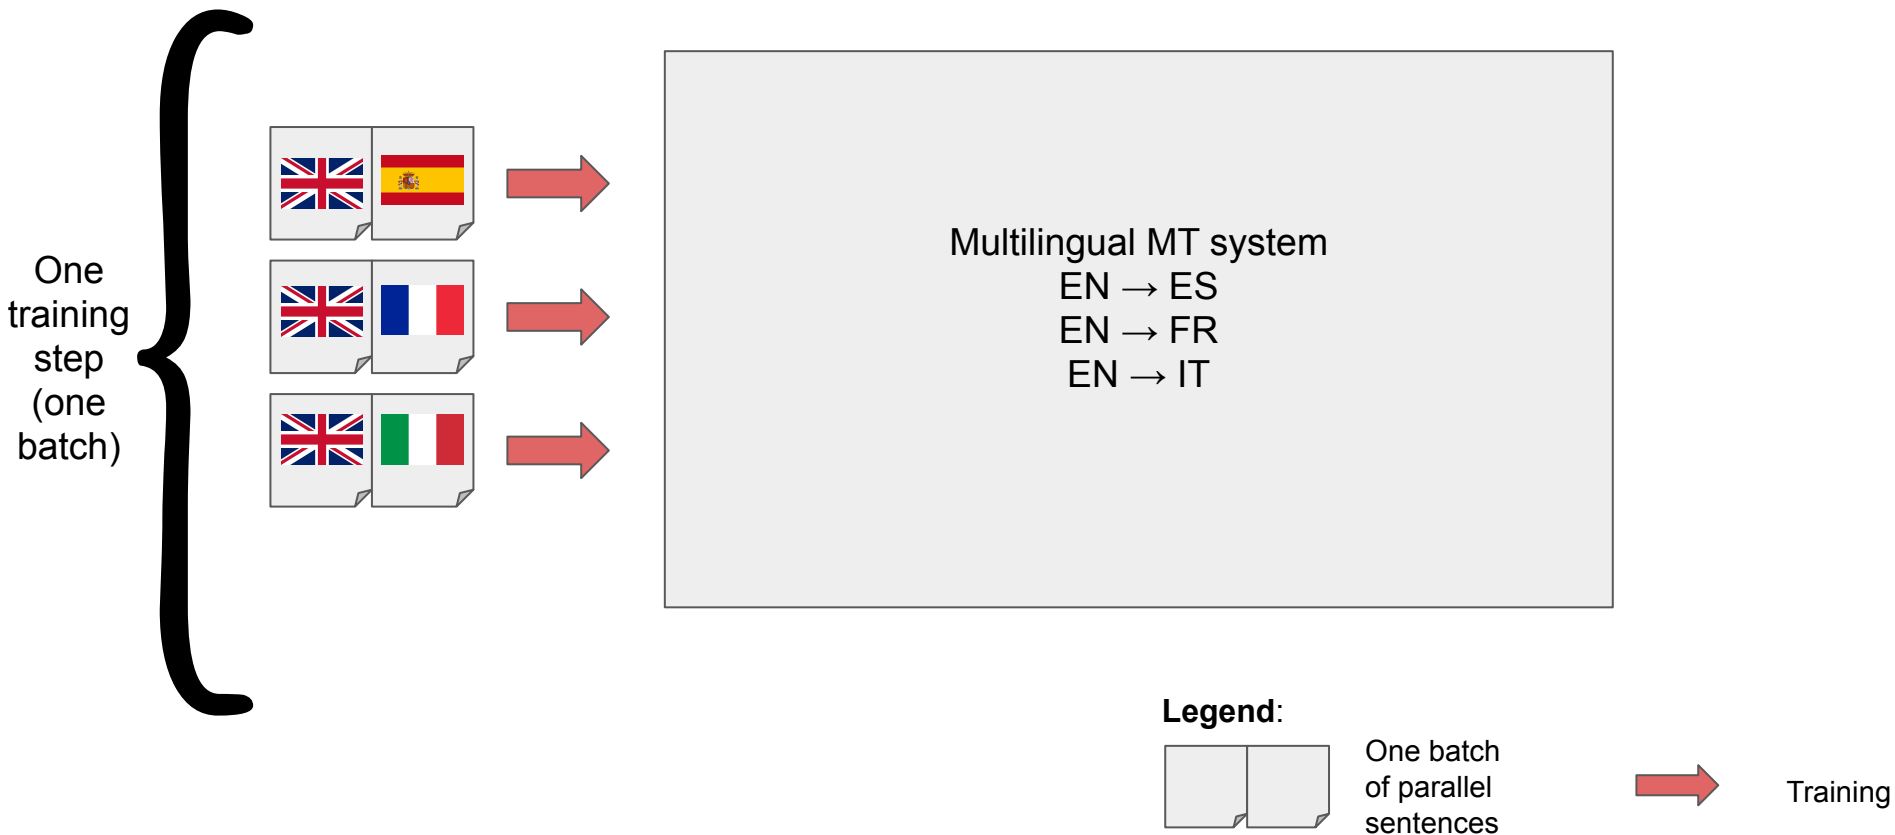 One
training
step
(one
batch)
Multilingual MT system
EN → ES
EN → FR
EN → IT
Legend:
One batch
of parallel
sentences
Training